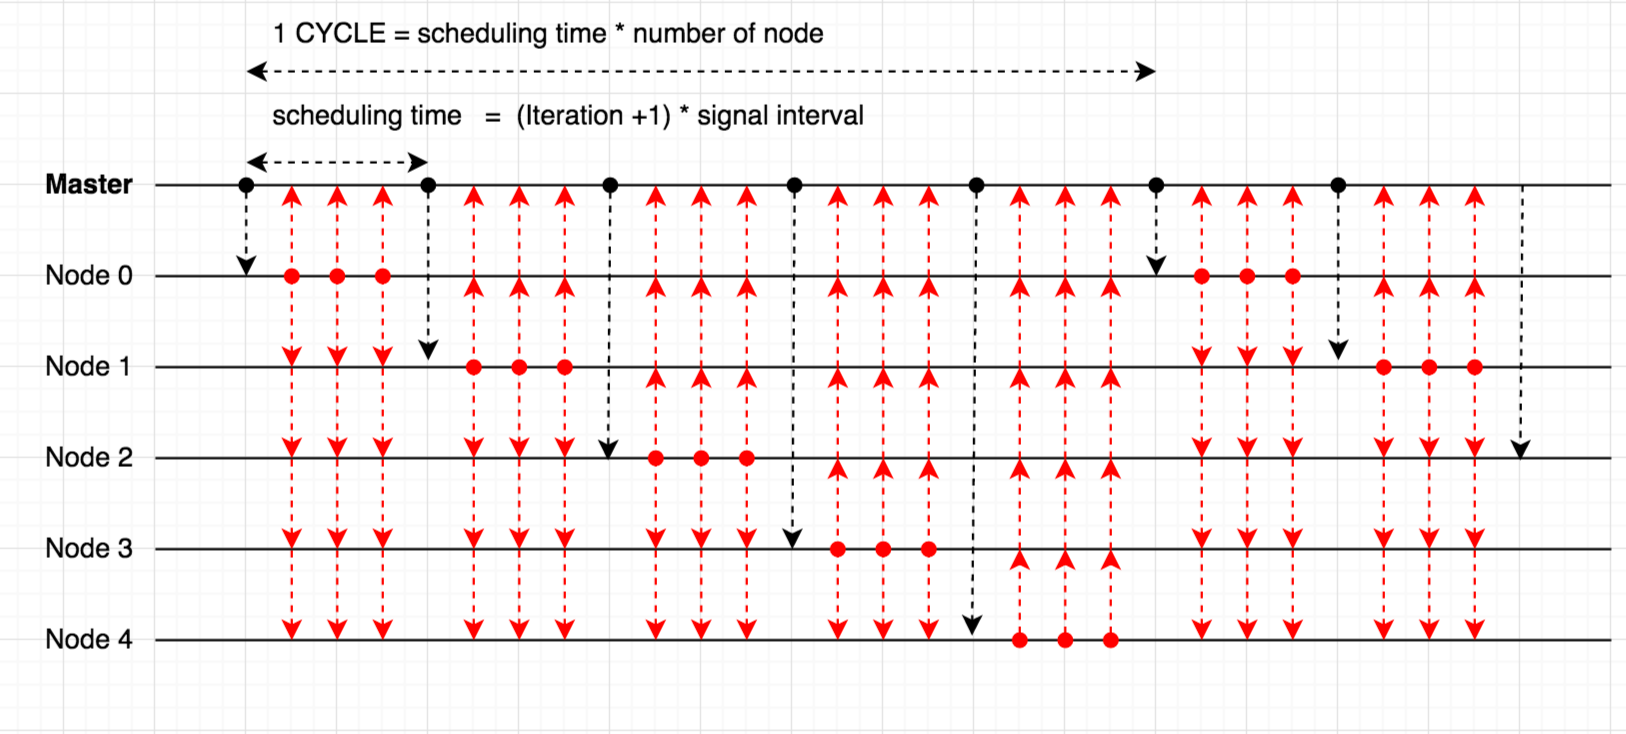 1 CYCLE = scheduling time * number of node
scheduling time = (Iteration +1) * signal interval
Master
Node 0
Node 1
Node 2
Node 3
Node 4